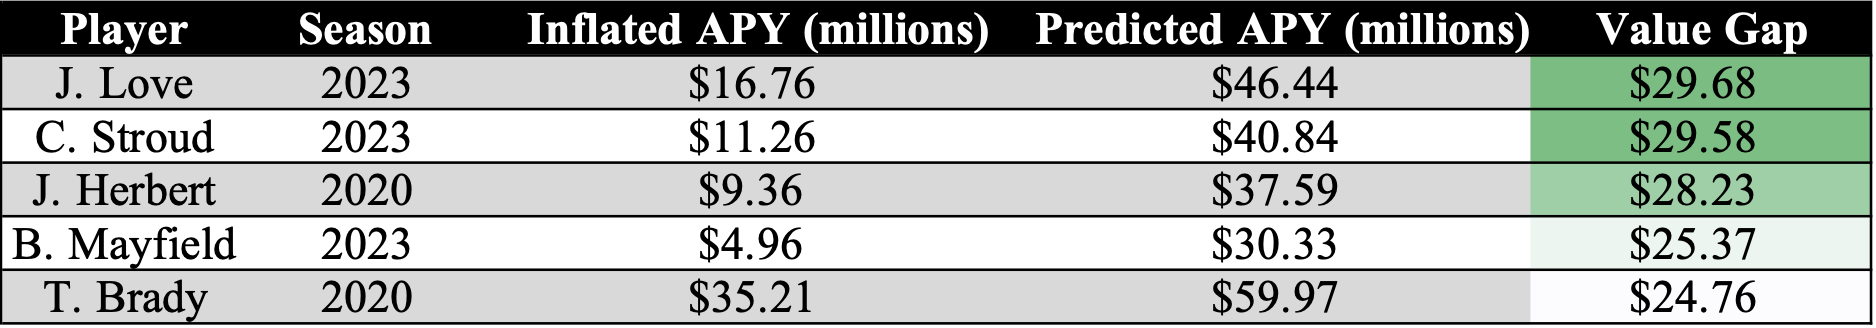 Player Season Inflated APY (millions) Predicted APY (millions) Value Gap
J. Love 2023 $16.76 $46.44 $29.68
C. Stroud 2023 $11.26 $40.84 $29.58
J. Herbert 2020 $9.36 $37.59 $28.23
B. Mayfield 2023 $4.96 $30.33 $25.37
T. Brady 2020 $35.21 $59.97 $24.76